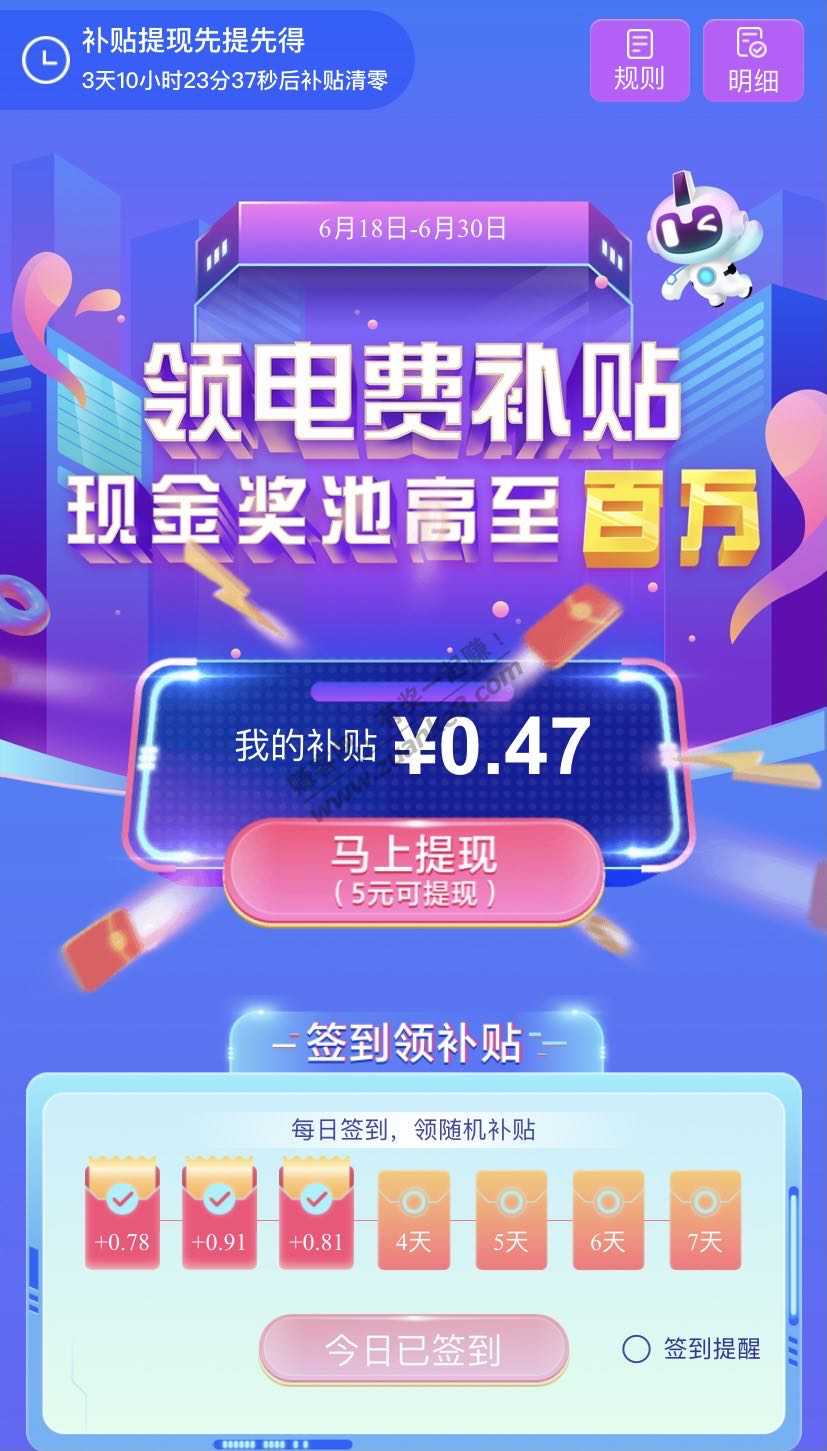 补贴提现先提先得
3天10小时23分37秒后补贴清零
规则
明细
6月18日-6月30日
领电费补贴
现金奖池高至百万
我的补贴 ¥0.47
马上提现
（5元可提现）
签到领补贴
每日签到，领随机补贴
+0.78 +0.91 +0.81 4天 5天 6天 7天
今日已签到
签到提醒